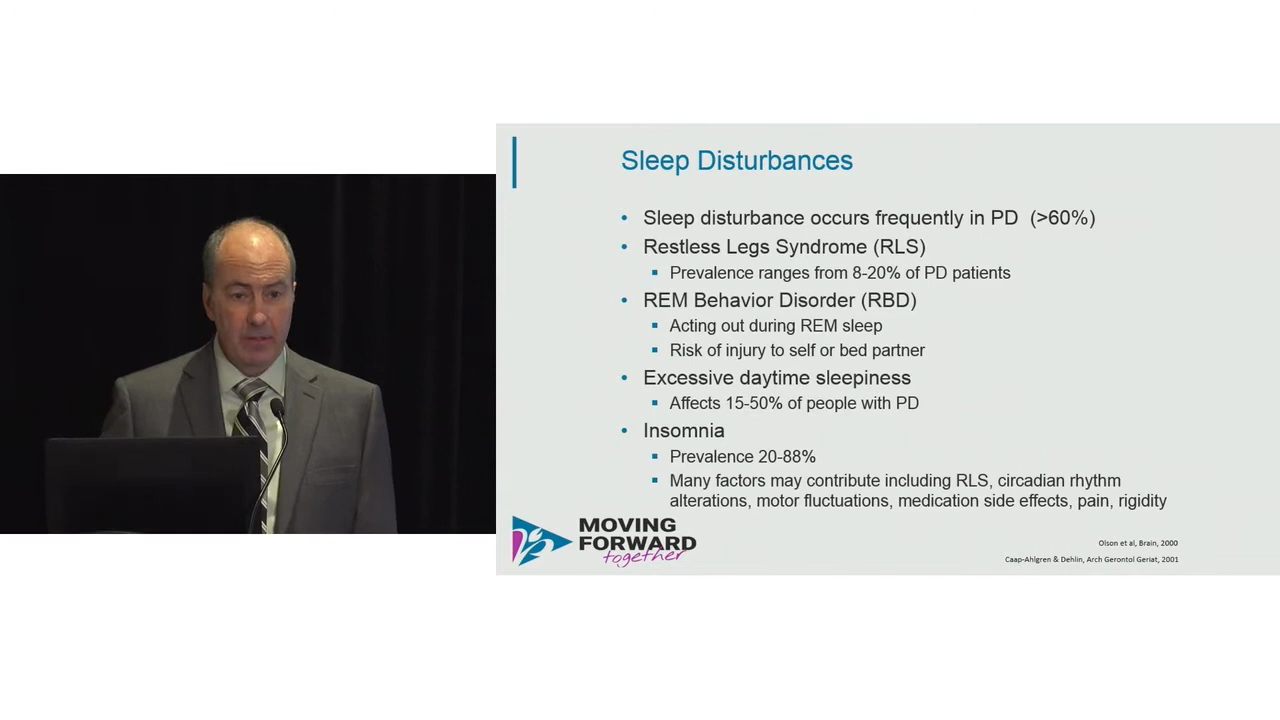 Sleep Disturbances
• Sleep disturbance occurs frequently in PD (>60%)
• Restless Legs Syndrome (RLS)
▪ Prevalence ranges from 8-20% of PD patients
• REM Behavior Disorder (RBD)
▪ Acting out during REM sleep
▪ Risk of injury to self or bed partner
• Excessive daytime sleepiness
▪ Affects 15-50% of people with PD
• Insomnia
▪ Prevalence 20-88%
▪ Many factors may contribute including RLS, circadian rhythm
alterations, motor fluctuations, medication side effects, pain, rigidity
MOVING
FORWARD
together
Olson et al, Brain, 2000
Caap-Ahlgren & Dehlin, Arch Gerontol Geriat, 2001